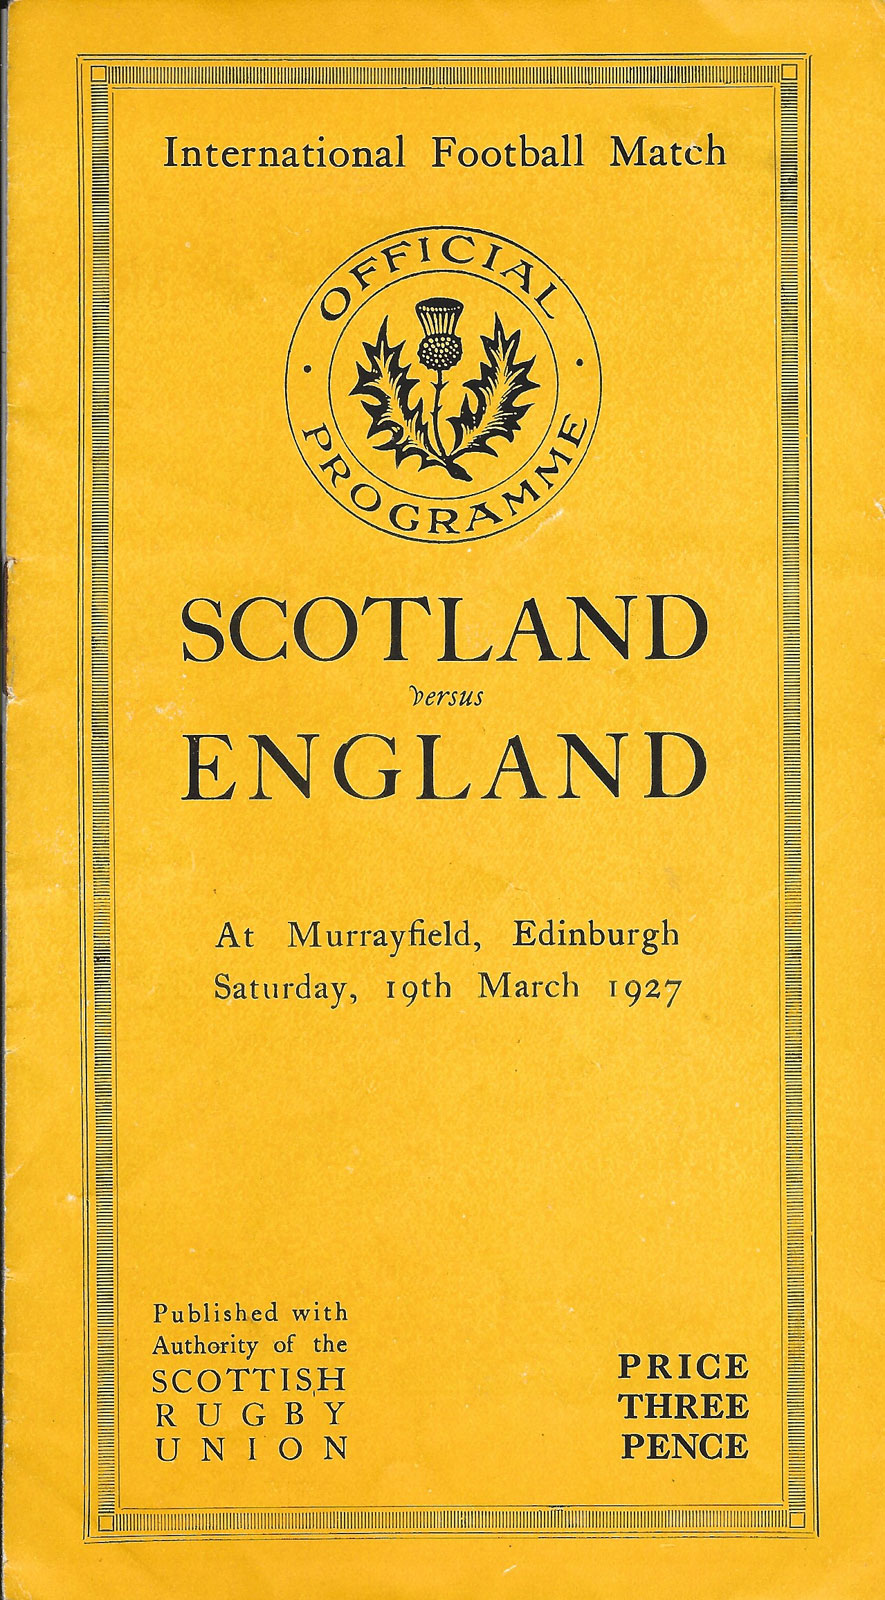 International Football Match
OFFICIAL
PROGRAMME
SCOTLAND
versus
ENGLAND
At Murrayfield, Edinburgh
Saturday, 19th March 1927
Published with
Authority of the
SCOTTISH
RUGBY
UNION
PRICE
THREE
PENCE